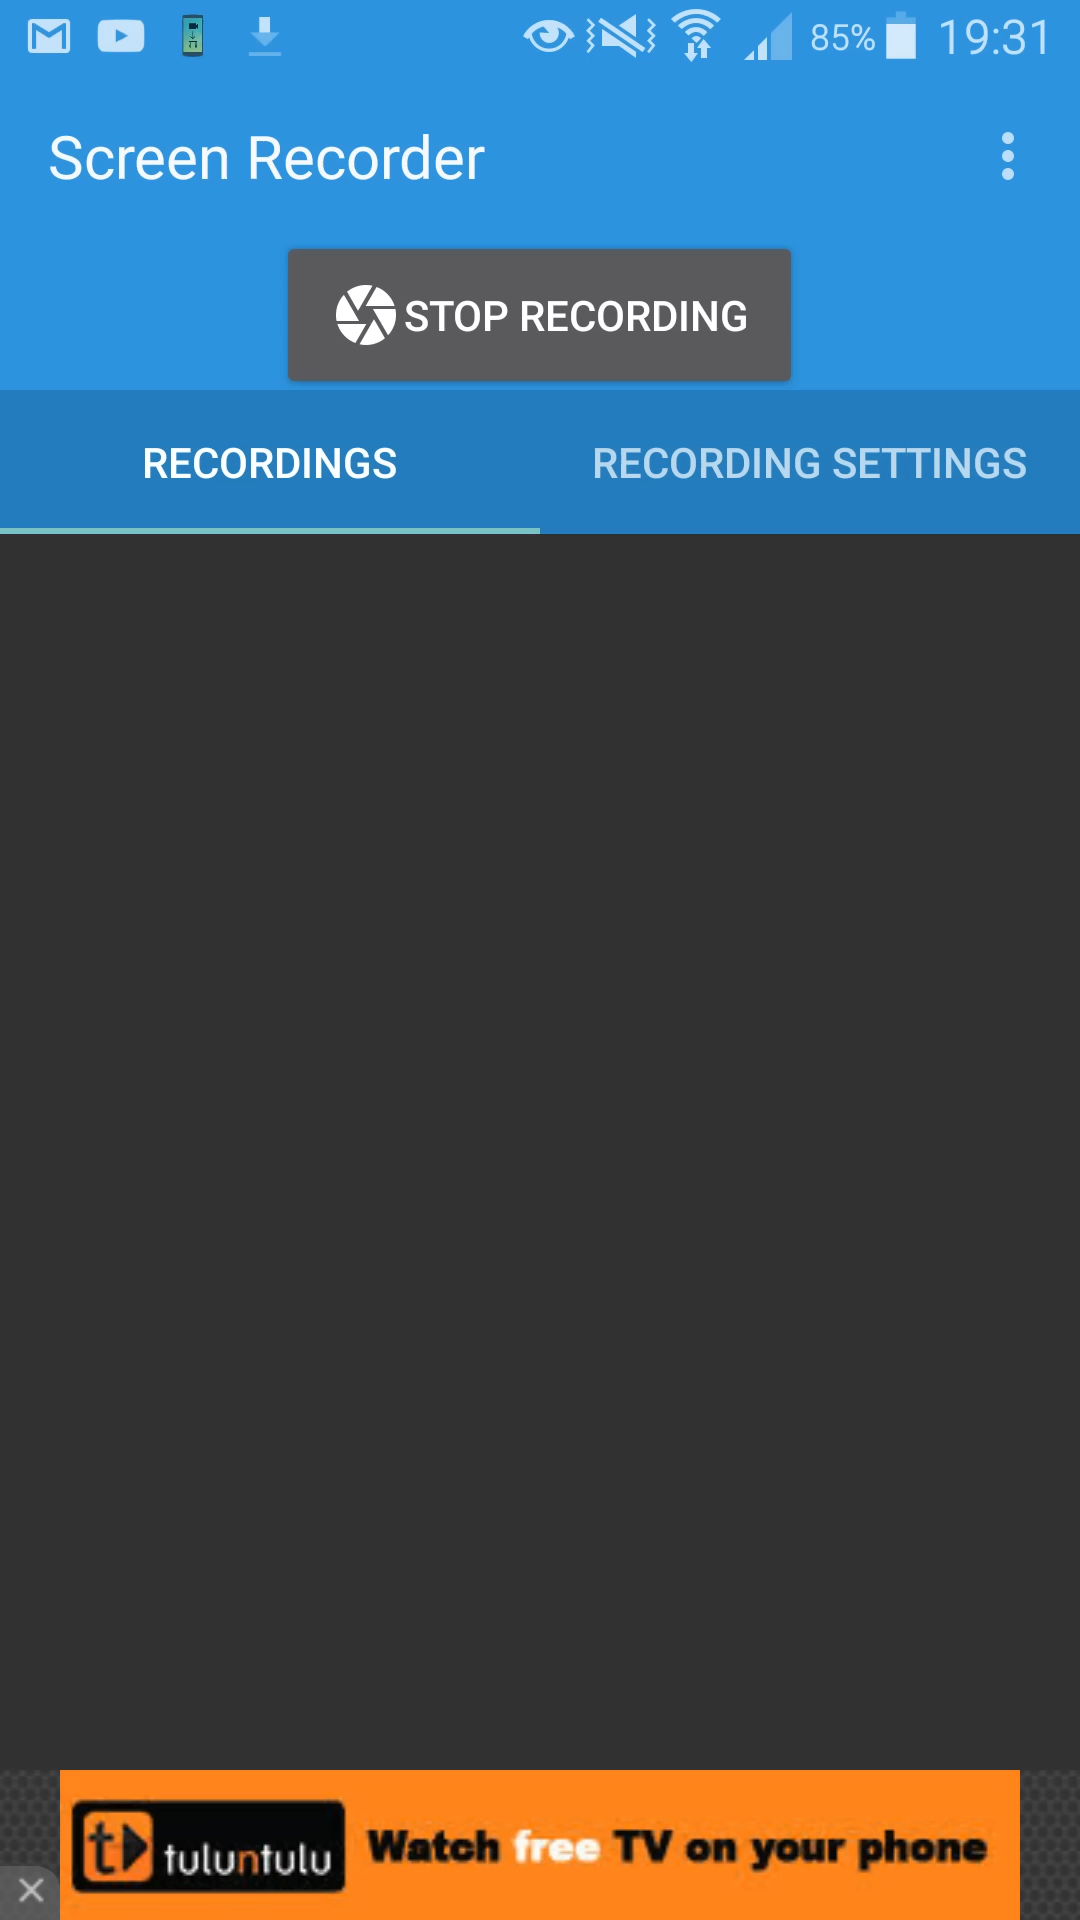 85% 19:31
Screen Recorder
STOP RECORDING
RECORDINGS RECORDING SETTINGS
t tuluntulu Watch free TV on your phone